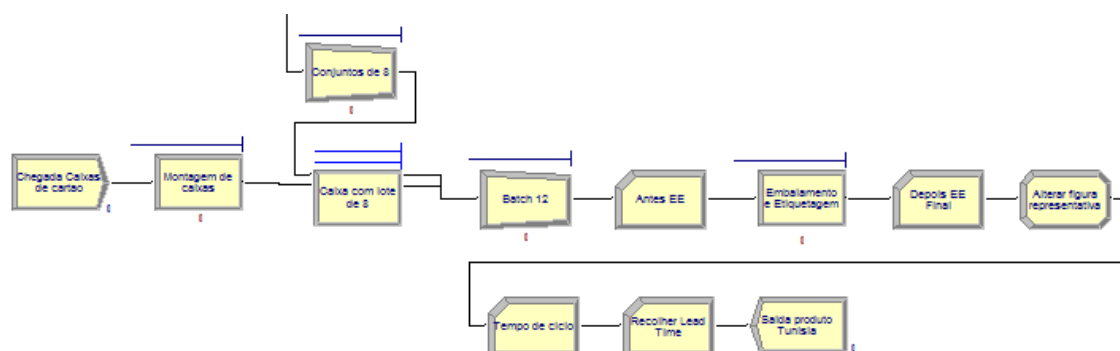 Conjuntos de 8
Chegada Caixas
de cartao
Montagem de
caixas
Caixa com lote
de 8
Batch 12
Antes EE
Embalamento
e Etiquetagem
Depois EE
Final
Alterar figura
representativa
Tempo de ciclo
Recolher Lead
Time
Saida produto
Tunisia